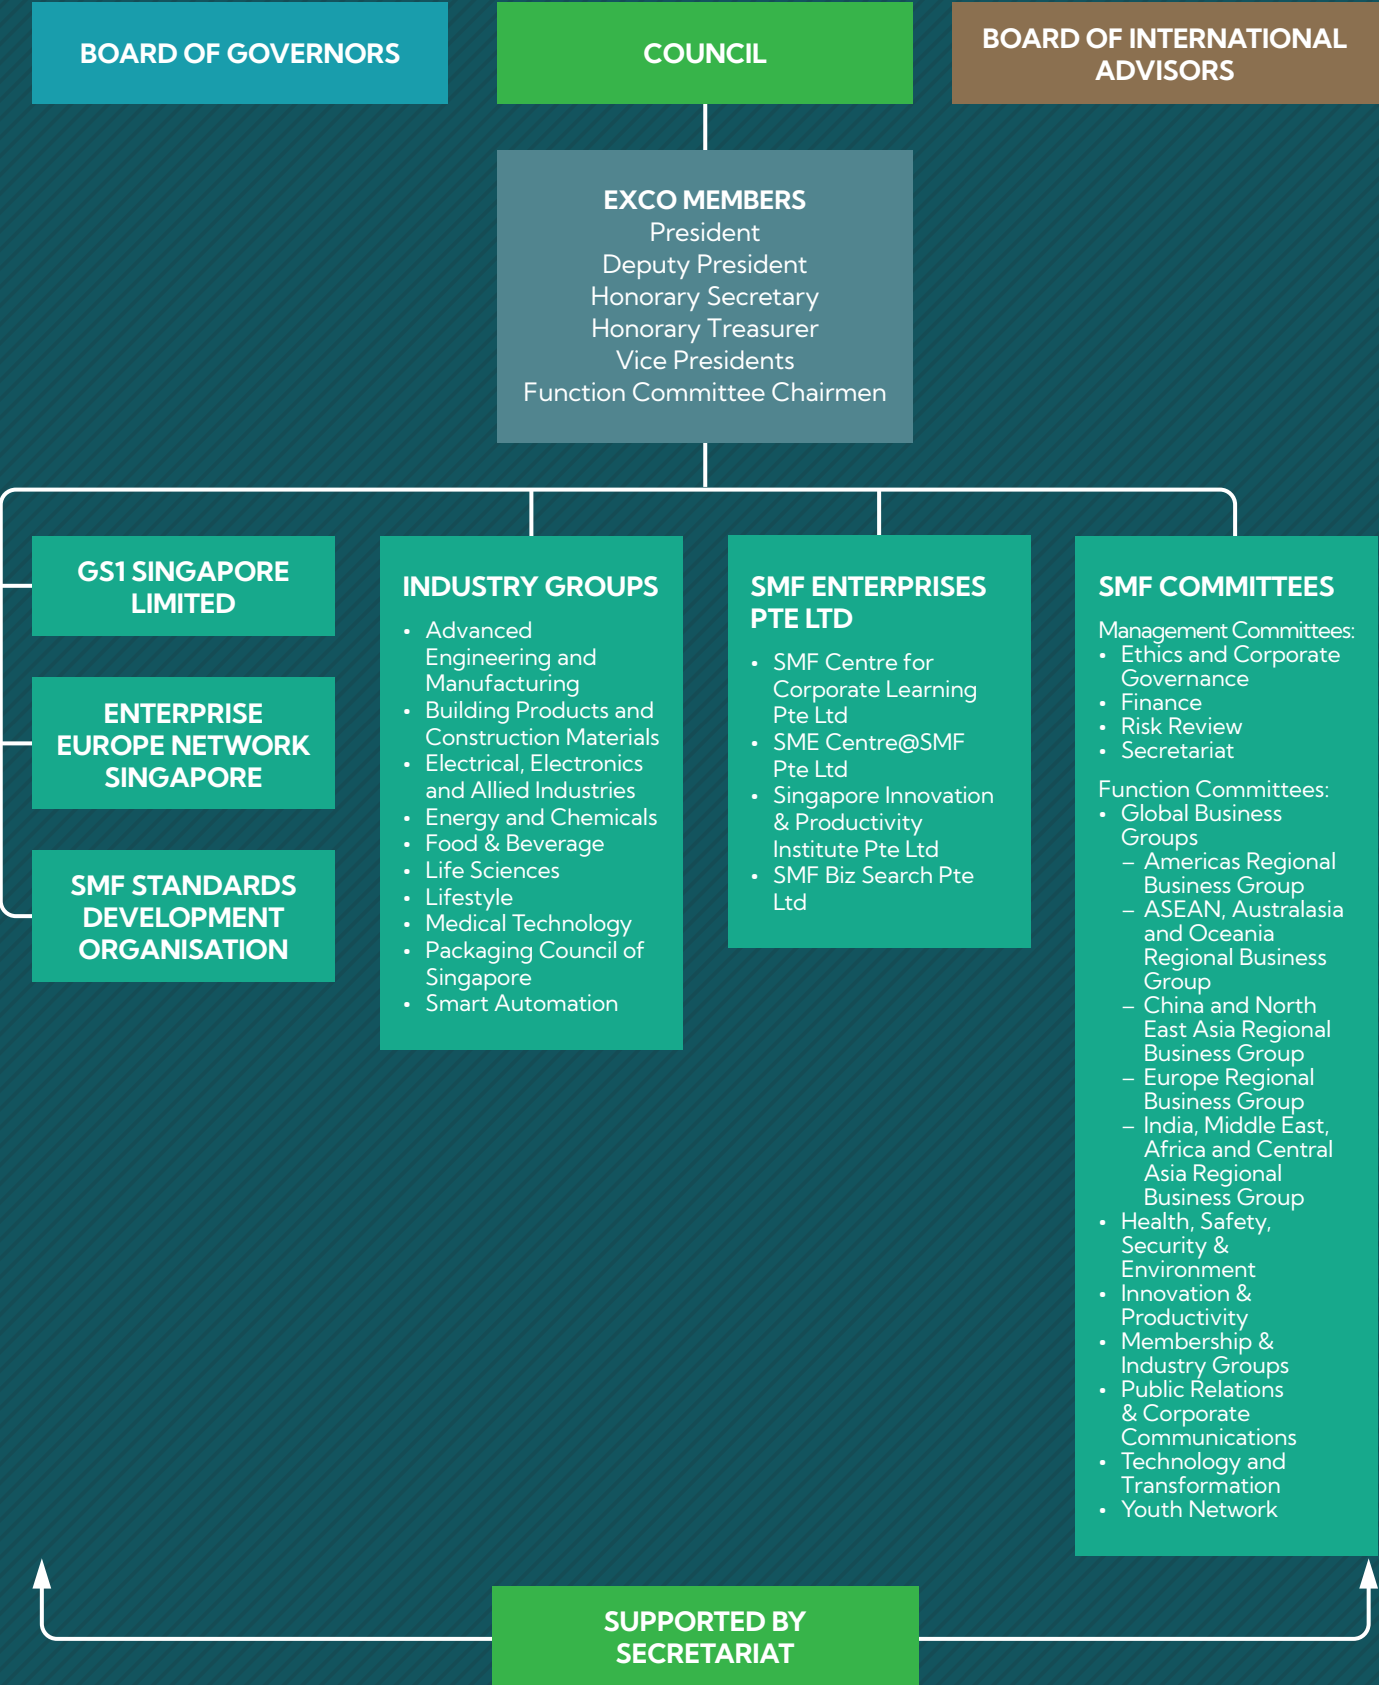 BOARD OF GOVERNORS
COUNCIL
BOARD OF INTERNATIONAL
ADVISORS
EXCO MEMBERS
President
Deputy President
Honorary Secretary
Honorary Treasurer
Vice Presidents
Function Committee Chairmen
GS1 SINGAPORE
LIMITED
ENTERPRISE
EUROPE NETWORK
SINGAPORE
SMF STANDARDS
DEVELOPMENT
ORGANISATION
INDUSTRY GROUPS
• Advanced
Engineering and
Manufacturing
• Building Products and
Construction Materials
• Electrical, Electronics
and Allied Industries
• Energy and Chemicals
• Food & Beverage
• Life Sciences
• Lifestyle
• Medical Technology
• Packaging Council of
Singapore
• Smart Automation
SMF ENTERPRISES
PTE LTD
• SMF Centre for
Corporate Learning
Pte Ltd
• SME Centre@SMF
Pte Ltd
• Singapore Innovation
& Productivity
Institute Pte Ltd
• SMF Biz Search Pte
Ltd
SMF COMMITTEES
Management Committees:
• Ethics and Corporate
Governance
• Finance
• Risk Review
• Secretariat
Function Committees:
• Global Business
Groups
– Americas Regional
Business Group
– ASEAN, Australasia
and Oceania
Regional Business
Group
– China and North
East Asia Regional
Business Group
– Europe Regional
Business Group
– India, Middle East,
Africa and Central
Asia Regional
Business Group
• Health, Safety,
Security &
Environment
• Innovation &
Productivity
• Membership &
Industry Groups
• Public Relations
& Corporate
Communications
• Technology and
Transformation
• Youth Network
SUPPORTED BY
SECRETARIAT